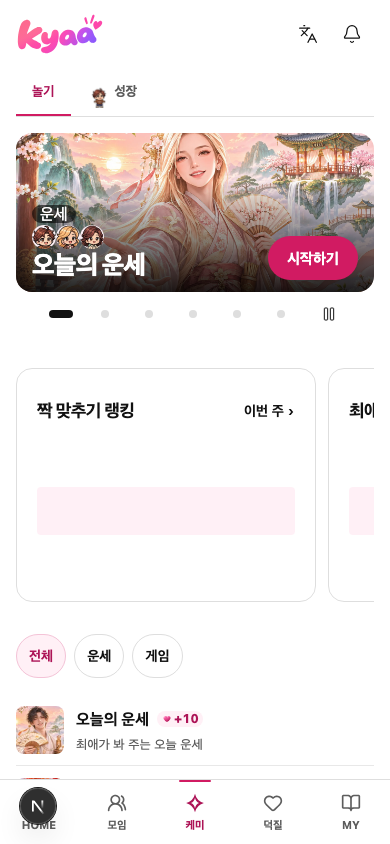 kyaa
놀기
성장
운세
오늘의 운세
시작하기
짝 맞추기 랭킹
이번 주 ›
최애
전체
운세
게임
오늘의 운세 +10
최애가 봐 주는 오늘 운세
N
HOME
모임
케미
덕질
MY